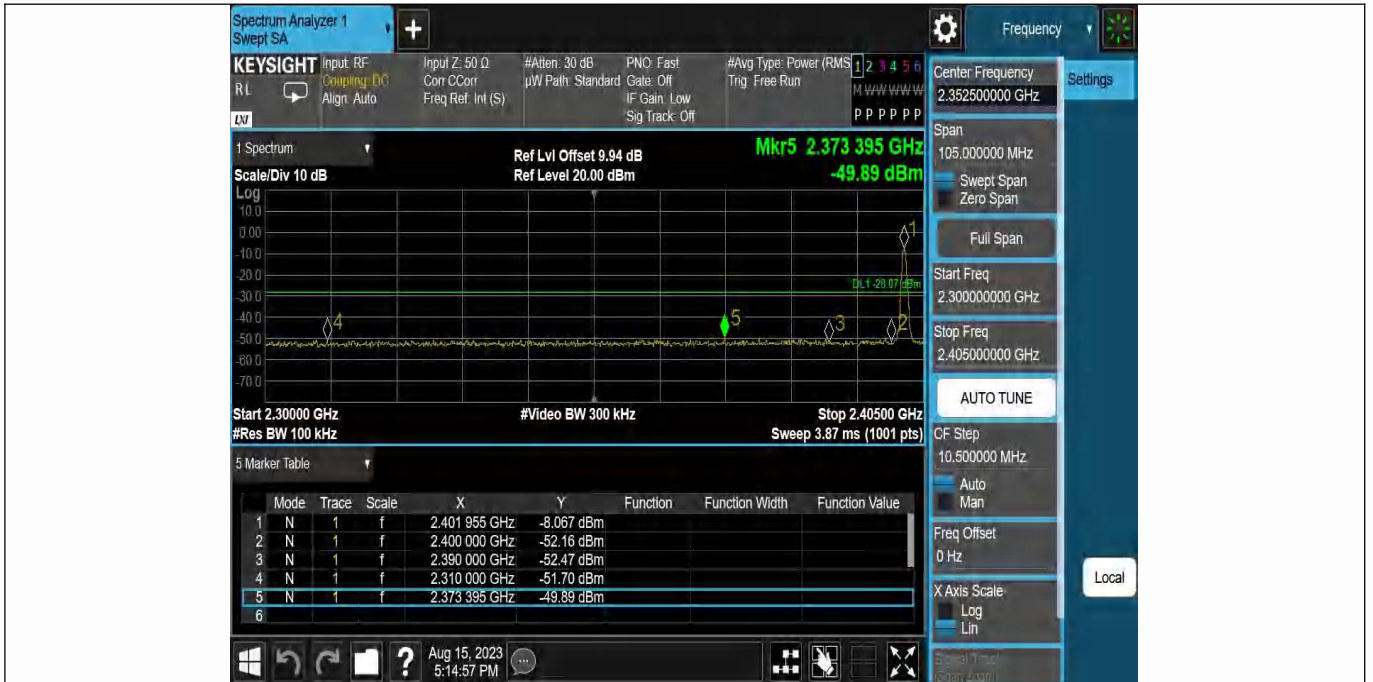 Spectrum Analyzer 1
Swept SA
+
Frequency
KEYSIGHT
RL
LXI
Input: RF
Coupling: DC
Align: Auto
Input Z: 50 Ω
Corr CCorr
Freq Ref: Int (S)
#Atten: 30 dB
µW Path: Standard
PNO: Fast
Gate: Off
IF Gain: Low
Sig Track: Off
#Avg Type: Power (RMS
Trig: Free Run
1 2 3 4 5 6
M W W W W W
P P P P P P
1 Spectrum
Scale/Div 10 dB
Ref Lvl Offset 9.94 dB
Ref Level 20.00 dBm
Mkr5 2.373 395 GHz
-49.89 dBm
Log
10.0
0.00
-10.0
-20.0
-30.0
-40.0
-50.0
-60.0
-70.0
DL1 -28.07 dBm
1
4
5
3
2
Start 2.30000 GHz
#Res BW 100 kHz
#Video BW 300 kHz
Stop 2.40500 GHz
Sweep 3.87 ms (1001 pts)
5 Marker Table
Mode Trace Scale X Y Function Function Width Function Value
1 N 1 f 2.401 955 GHz -8.067 dBm
2 N 1 f 2.400 000 GHz -52.16 dBm
3 N 1 f 2.390 000 GHz -52.47 dBm
4 N 1 f 2.310 000 GHz -51.70 dBm
5 N 1 f 2.373 395 GHz -49.89 dBm
6
Aug 15, 2023
5:14:57 PM
?
Center Frequency
2.352500000 GHz
Settings
Span
105.000000 MHz
Swept Span
Zero Span
Full Span
Start Freq
2.300000000 GHz
Stop Freq
2.405000000 GHz
AUTO TUNE
CF Step
10.500000 MHz
Auto
Man
Freq Offset
0 Hz
X Axis Scale
Log
Lin
Local